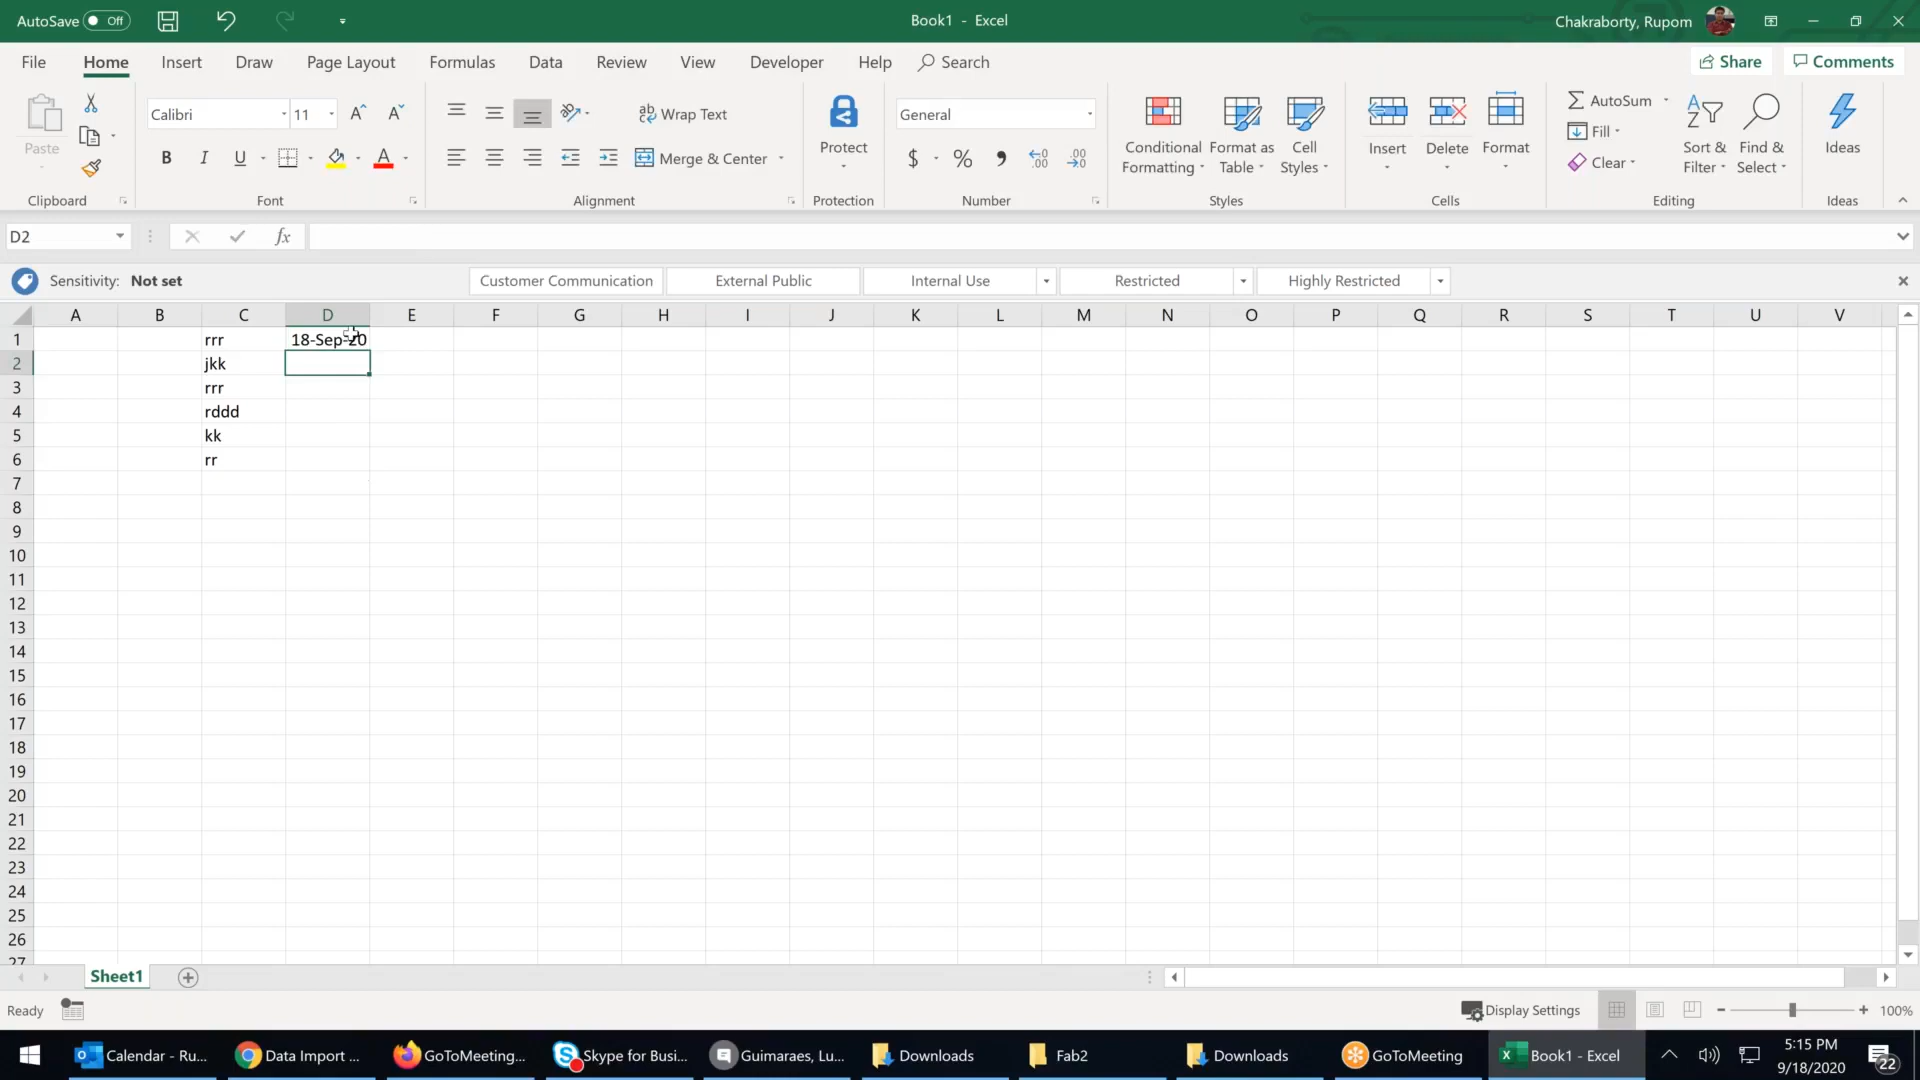 AutoSave Off
Book1 - Excel
Chakraborty, Rupom
File Home Insert Draw Page Layout Formulas Data Review View Developer Help Search
Share Comments
Paste
Clipboard
Calibri 11
B I U
Font
ab Wrap Text
Merge & Center
Alignment
Protect
Protection
General
$ % 9 .00 .00
Number
Conditional Formatting
Format as Table
Cell Styles
Styles
Insert Delete Format
Cells
AutoSum
Fill
Clear
Sort & Filter
Find & Select
Editing
Ideas
Ideas
D2
fx
Sensitivity: Not set
Customer Communication
External Public
Internal Use
Restricted
Highly Restricted
A B C D E F G H I J K L M N O P Q R S T U V
1 rrr 18-Sep-20
2 jkk
3 rrr
4 rddd
5 kk
6 rr
7
8
9
10
11
12
13
14
15
16
17
18
19
20
21
22
23
24
25
26
27
Sheet1
Ready
Display Settings
100%
Calendar - Ru...
Data Import ...
GoToMeeting...
Skype for Busi...
Guimaraes, Lu...
Downloads
Fab2
Downloads
GoToMeeting
Book1 - Excel
5:15 PM
9/18/2020
22